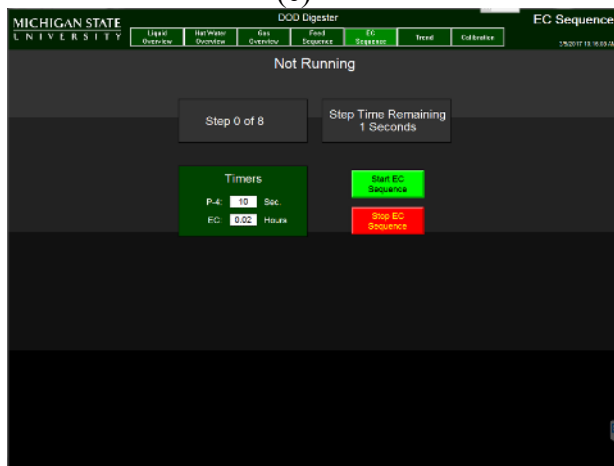 DOD Digester
MICHIGAN STATE
UNIVERSITY
EC Sequence
Liquid Overview
Hot Water Overview
Gas Overview
Feed Sequence
EC Sequence
Trend
Calibration
Not Running
Step 0 of 8
Step Time Remaining
1 Seconds
Timers
P-4: 10 Sec.
EC: 0.02 Hours
Start EC
Sequence
Stop EC
Sequence